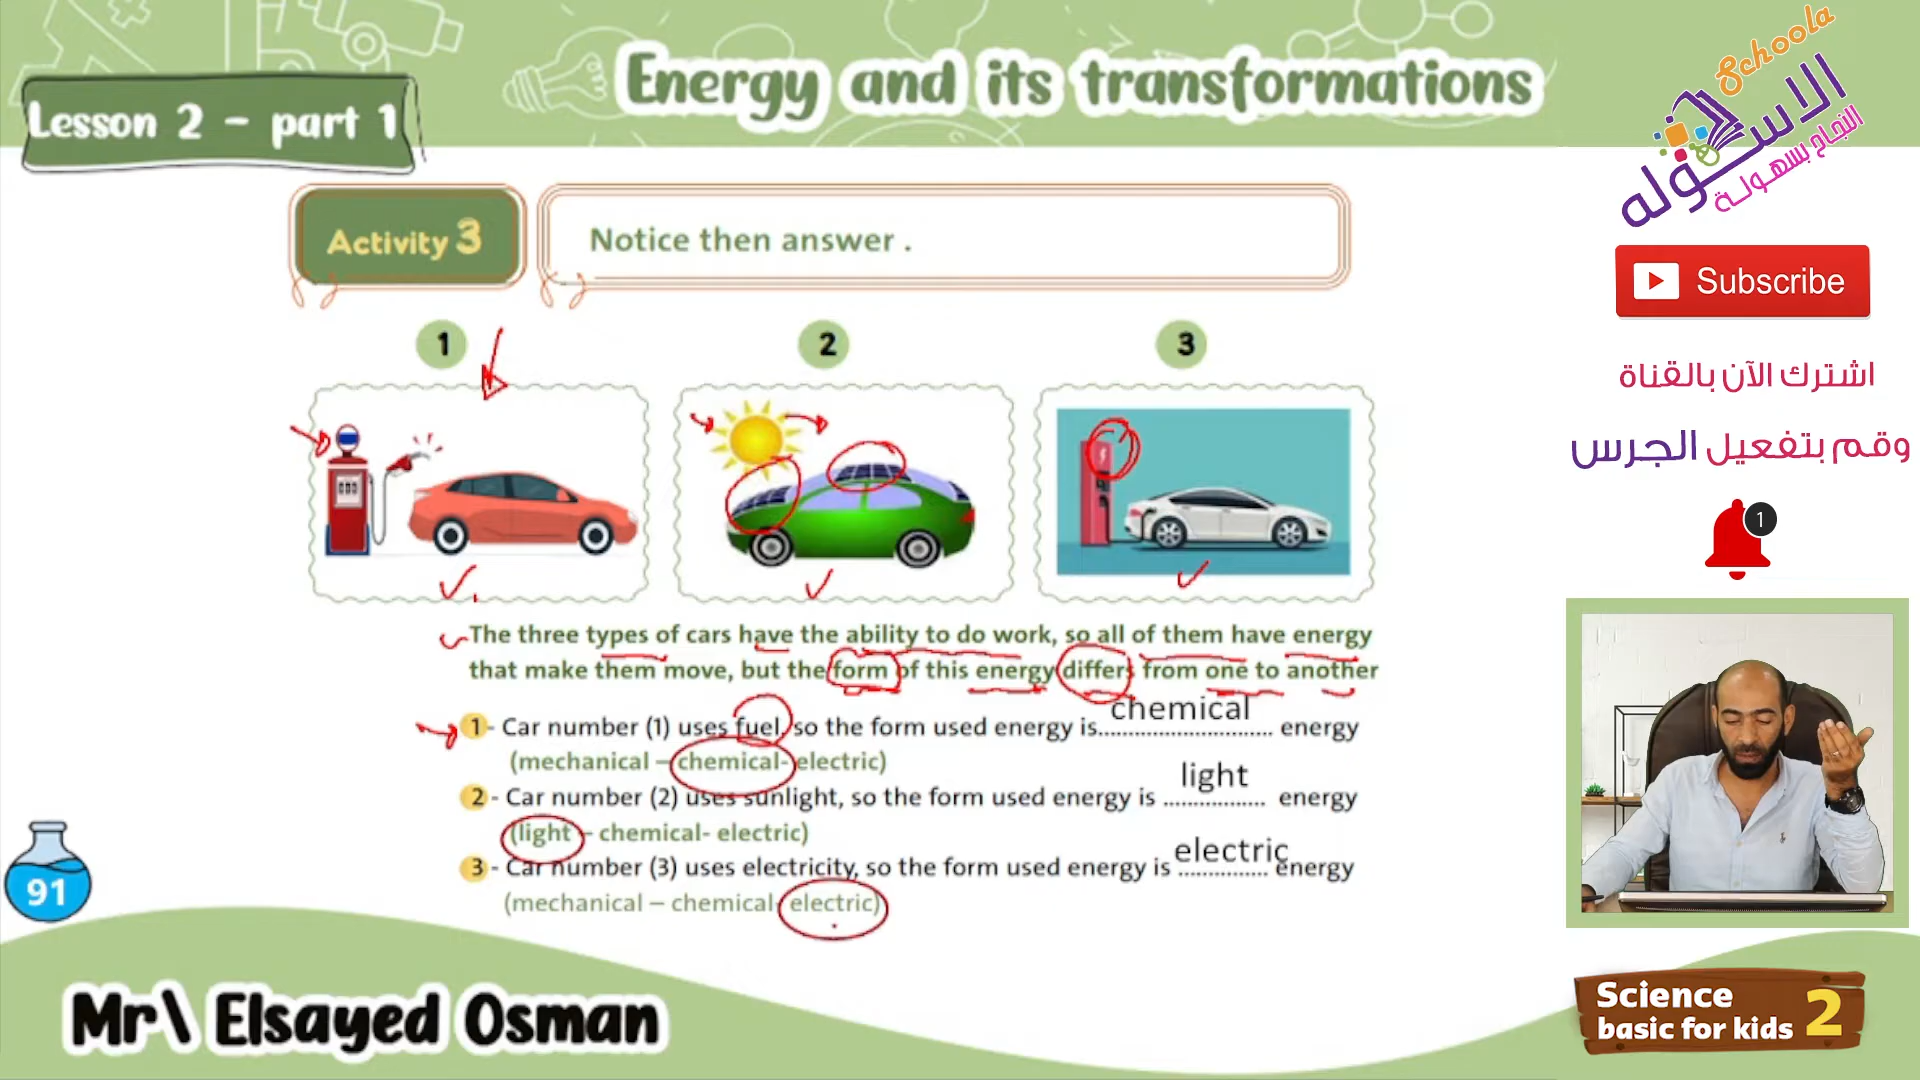 Energy and its transformations
Lesson 2 - part 1
Schoola
الاسكوله
النجاح بسهولة
Activity 3
Notice then answer .
Subscribe
1
2
3
اشترك الآن بالقناة
وقم بتفعيل الجرس
1
The three types of cars have the ability to do work, so all of them have energy
that make them move, but the form of this energy differs from one to another
1- Car number (1) uses fuel, so the form used energy is............................ energy
chemical
(mechanical – chemical- electric)
2 - Car number (2) uses sunlight, so the form used energy is ................. energy
light
(light – chemical- electric)
3 - Car number (3) uses electricity, so the form used energy is ............... energy
electric
(mechanical – chemical- electric)
91
Mr\ Elsayed Osman
Science
basic for kids 2